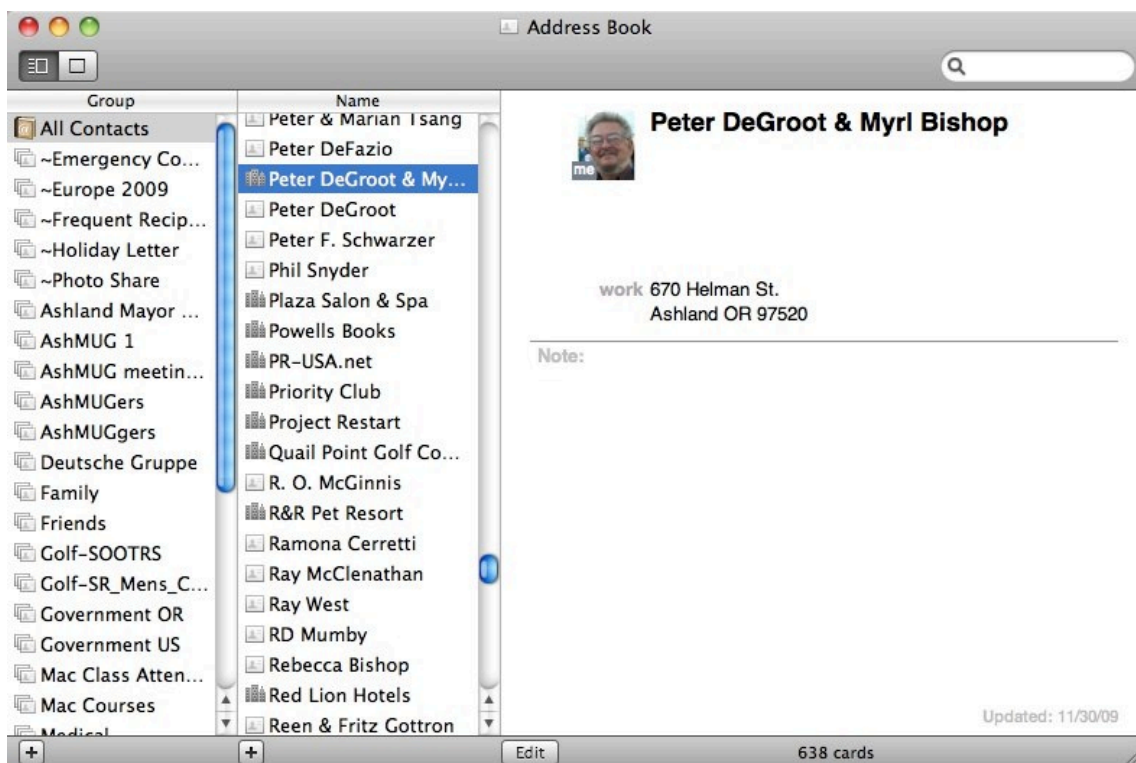 Address Book
Group
All Contacts
~Emergency Co...
~Europe 2009
~Frequent Recip...
~Holiday Letter
~Photo Share
Ashland Mayor ...
AshMUG 1
AshMUG meetin...
AshMUGers
AshMUGgers
Deutsche Gruppe
Family
Friends
Golf-SOOTRS
Golf-SR_Mens_C...
Government OR
Government US
Mac Class Atten...
Mac Courses
Medical
Name
Peter & Marian Tsang
Peter DeFazio
Peter DeGroot & My...
Peter DeGroot
Peter F. Schwarzer
Phil Snyder
Plaza Salon & Spa
Powells Books
PR-USA.net
Priority Club
Project Restart
Quail Point Golf Co...
R. O. McGinnis
R&R Pet Resort
Ramona Cerretti
Ray McClenathan
Ray West
RD Mumby
Rebecca Bishop
Red Lion Hotels
Reen & Fritz Gottron
me
Peter DeGroot & Myrl Bishop
work 670 Helman St.
Ashland OR 97520
Note:
Updated: 11/30/09
+
+
Edit
638 cards